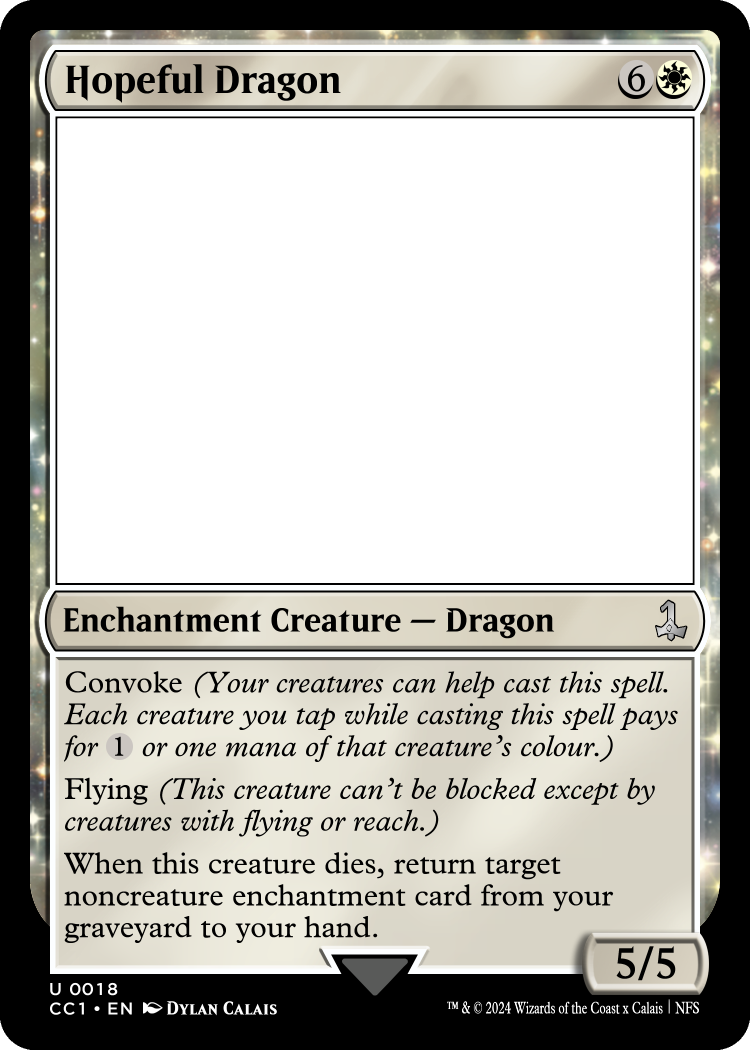 Hopeful Dragon 6
Enchantment Creature — Dragon
Convoke (Your creatures can help cast this spell.
Each creature you tap while casting this spell pays
for 1 or one mana of that creature's colour.)
Flying (This creature can't be blocked except by
creatures with flying or reach.)
When this creature dies, return target
noncreature enchantment card from your
graveyard to your hand.
5/5
U 0018
CC1 • EN Dylan Calais
™ & © 2024 Wizards of the Coast x Calais | NFS